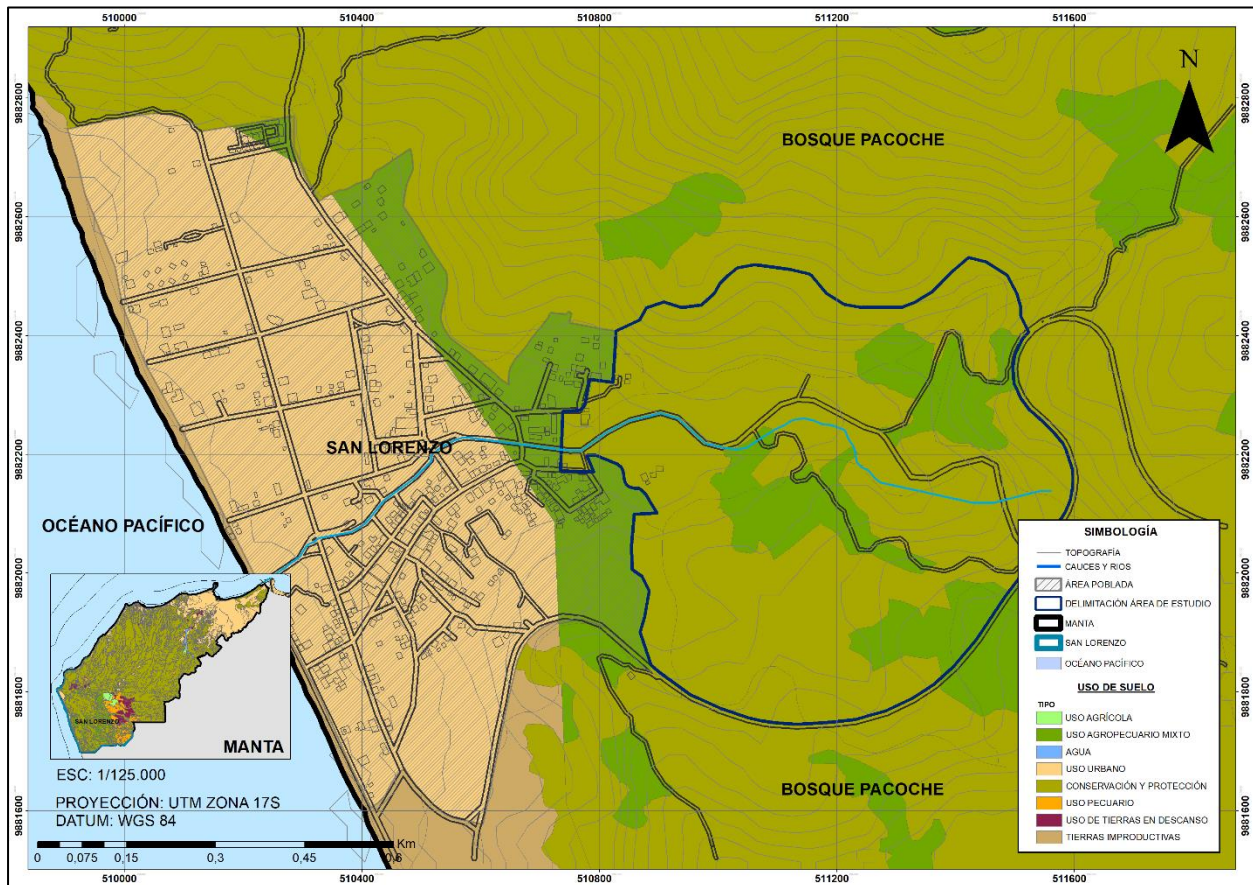 510000 510400 510800 511200 511600
N
9882800 9882800
BOSQUE PACOCHE
9882600 9882600
9882400 9882400
SAN LORENZO
9882200 9882200
OCÉANO PACÍFICO
9882000 9882000
SIMBOLOGÍA
TOPOGRAFÍA
CAUCES Y RIOS
ÁREA POBLADA
DELIMITACIÓN ÁREA DE ESTUDIO
MANTA
SAN LORENZO
OCÉANO PACÍFICO
USO DE SUELO
TIPO
USO AGRÍCOLA
USO AGROPECUARIO MIXTO
AGUA
USO URBANO
CONSERVACIÓN Y PROTECCIÓN
USO PECUARIO
USO DE TIERRAS EN DESCANSO
TIERRAS IMPRODUCTIVAS
SAN LORENZO
MANTA
9881800 9881800
BOSQUE PACOCHE
ESC: 1/125.000
PROYECCIÓN: UTM ZONA 17S
DATUM: WGS 84
9881600 9881600
Km
0 0,075 0,15 0,3 0,45 0,6
510000 510400 510800 511200 511600